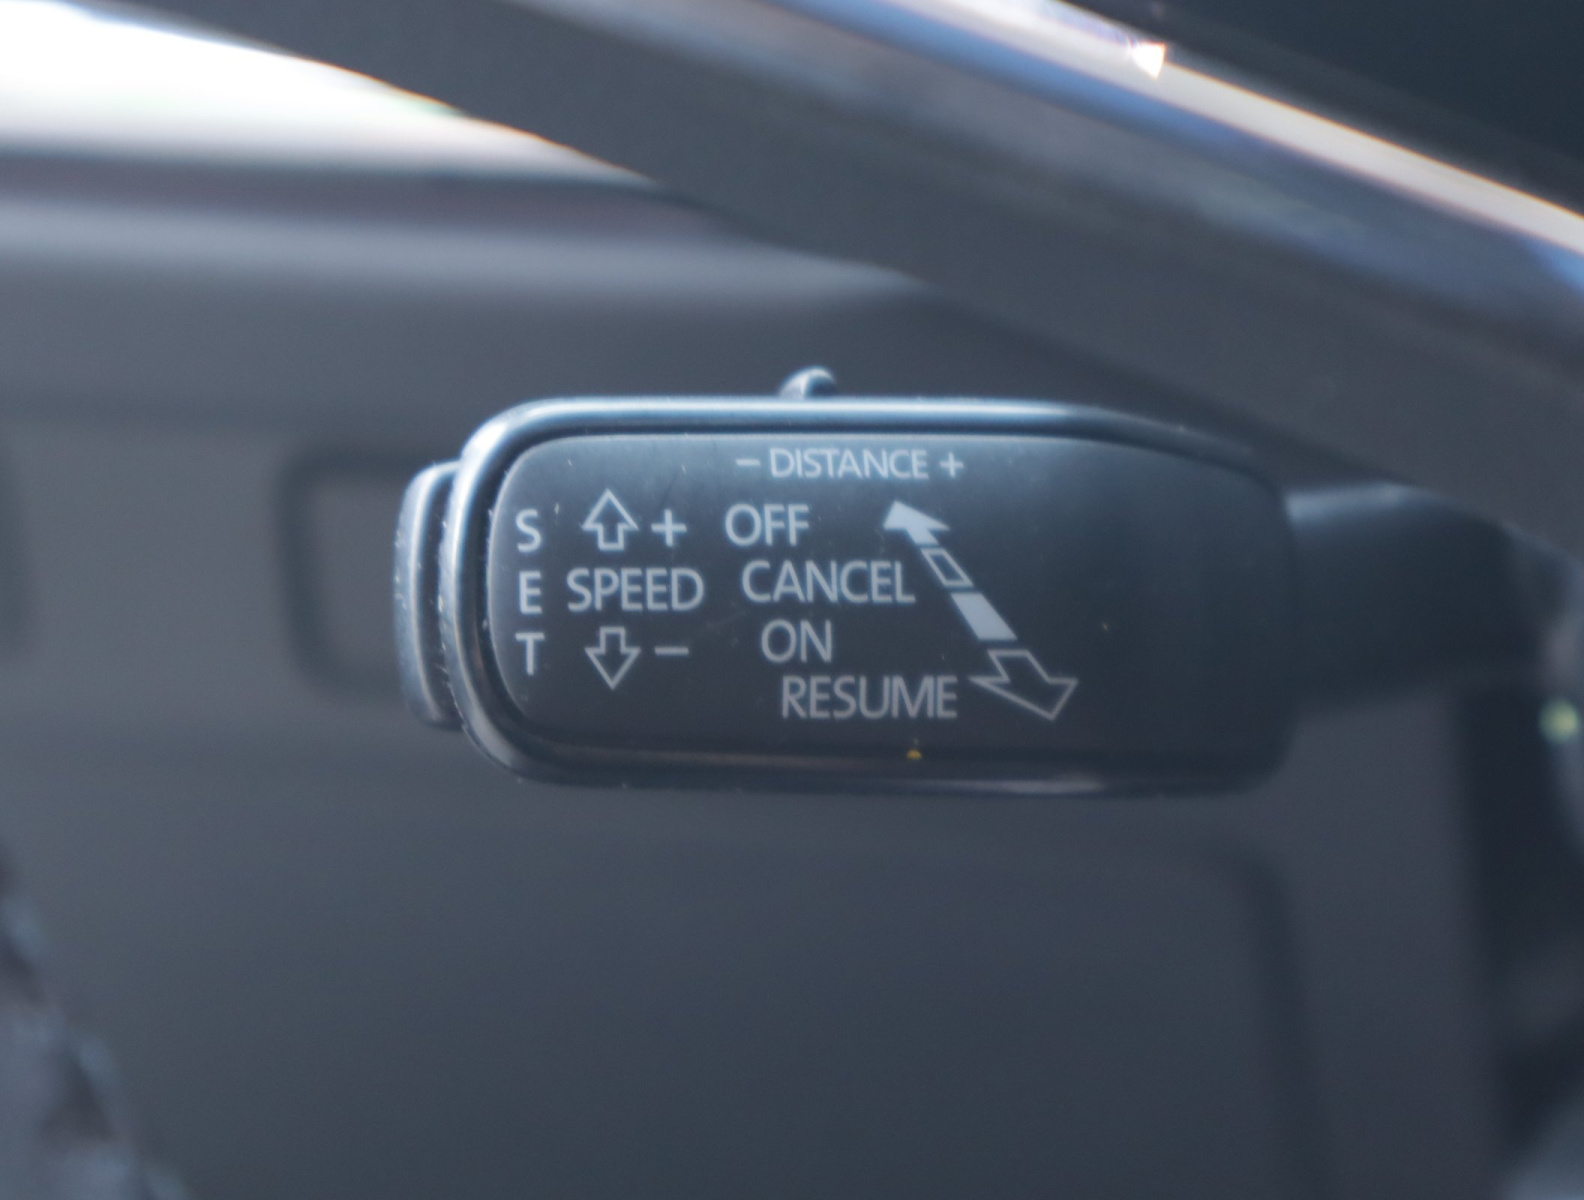 − DISTANCE +
S
E
T
+
SPEED
−
OFF
CANCEL
ON
RESUME